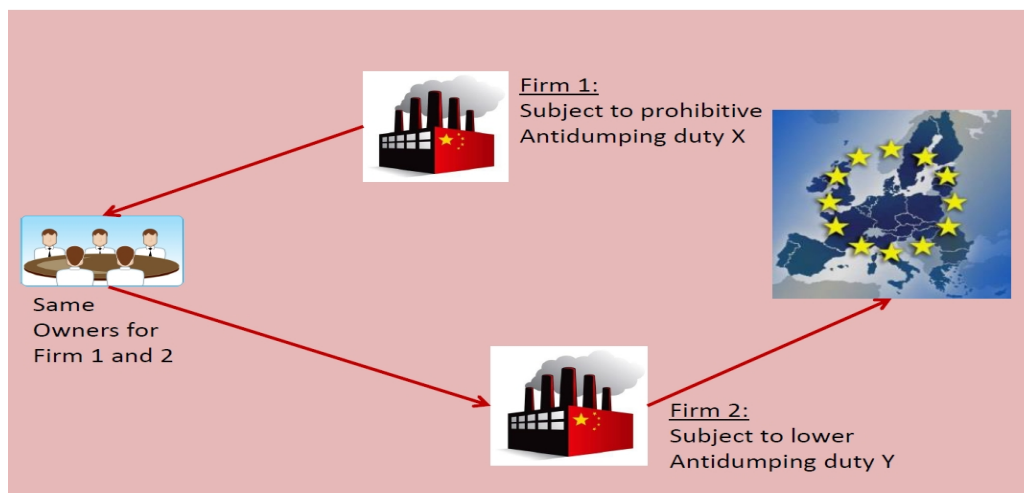 Firm 1:
Subject to prohibitive
Antidumping duty X
Same
Owners for
Firm 1 and 2
Firm 2:
Subject to lower
Antidumping duty Y